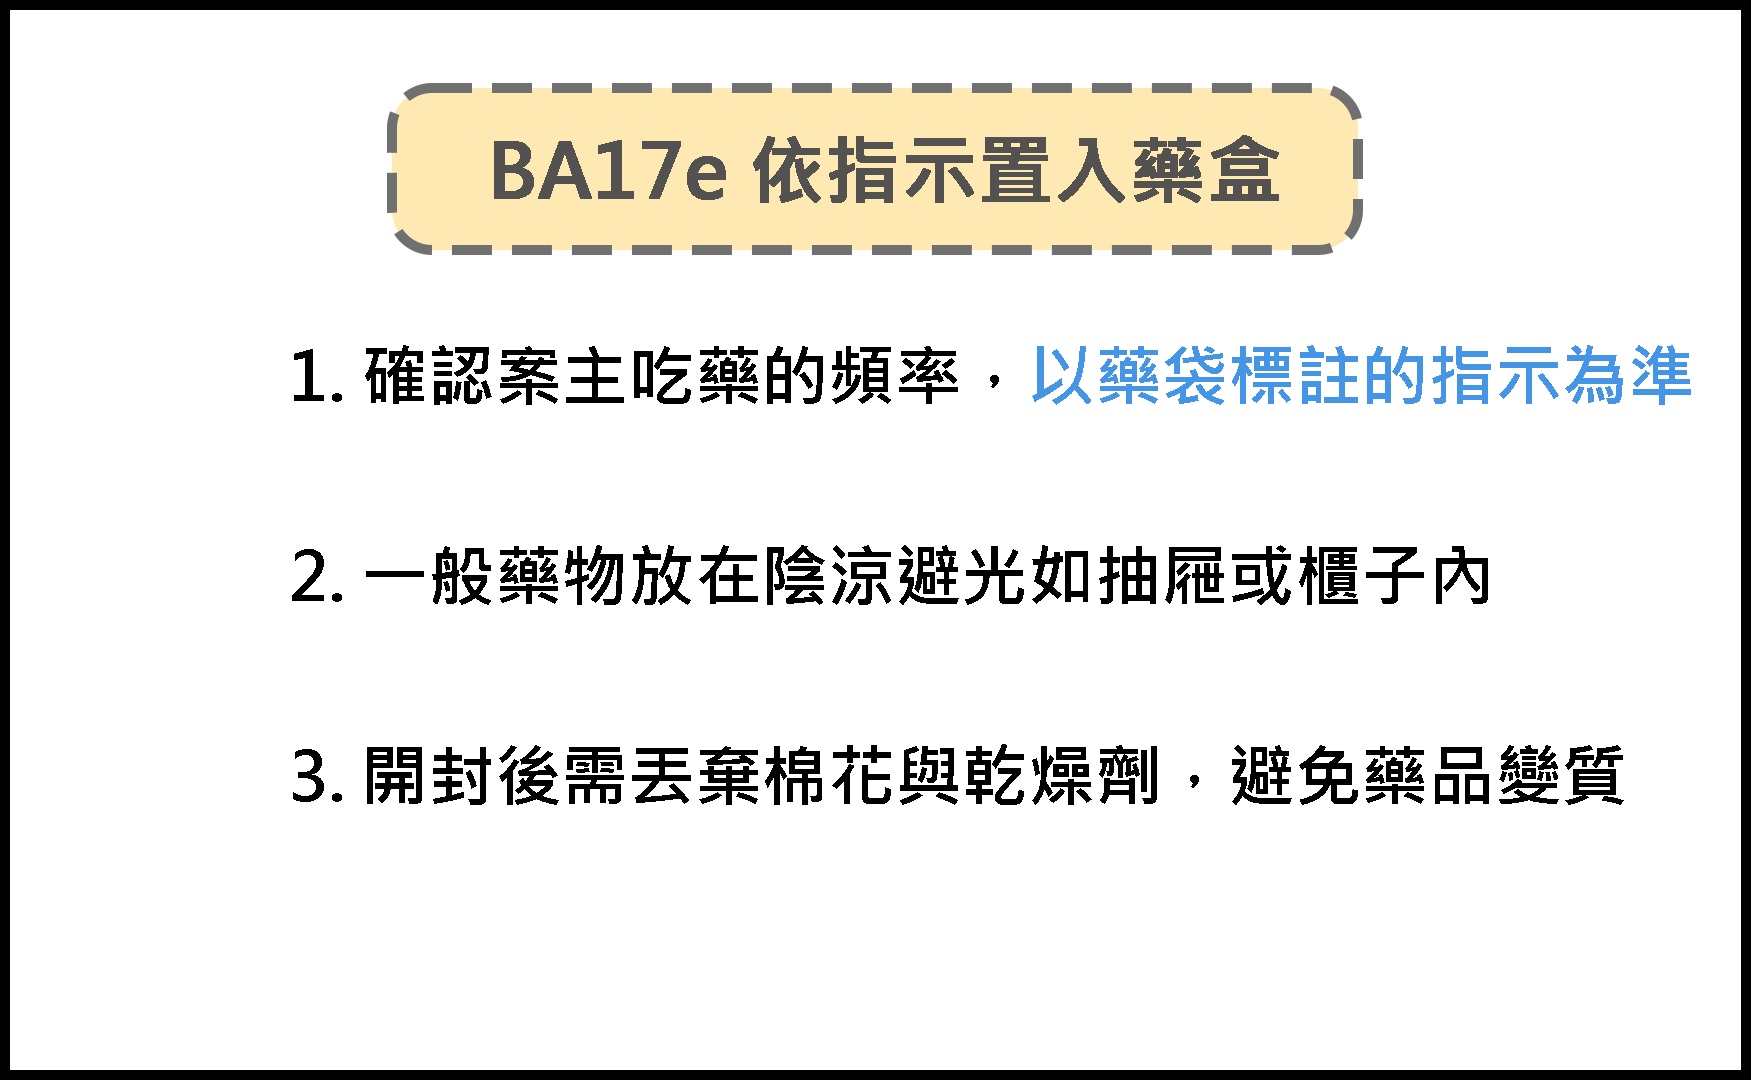 BA17e 依指示置入藥盒
1. 確認案主吃藥的頻率，以藥袋標註的指示為準
2. 一般藥物放在陰涼避光如抽屜或櫃子內
3. 開封後需丟棄棉花與乾燥劑，避免藥品變質